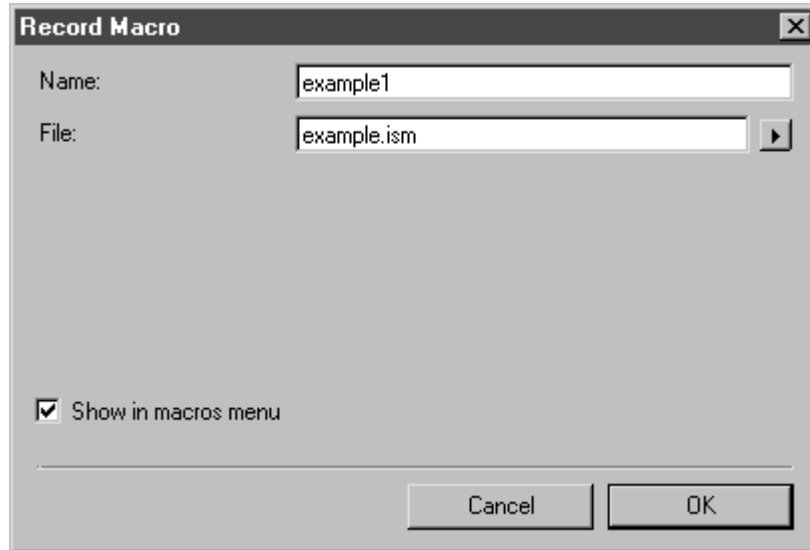 Record Macro
Name: example1
File: example.ism
Show in macros menu
Cancel OK